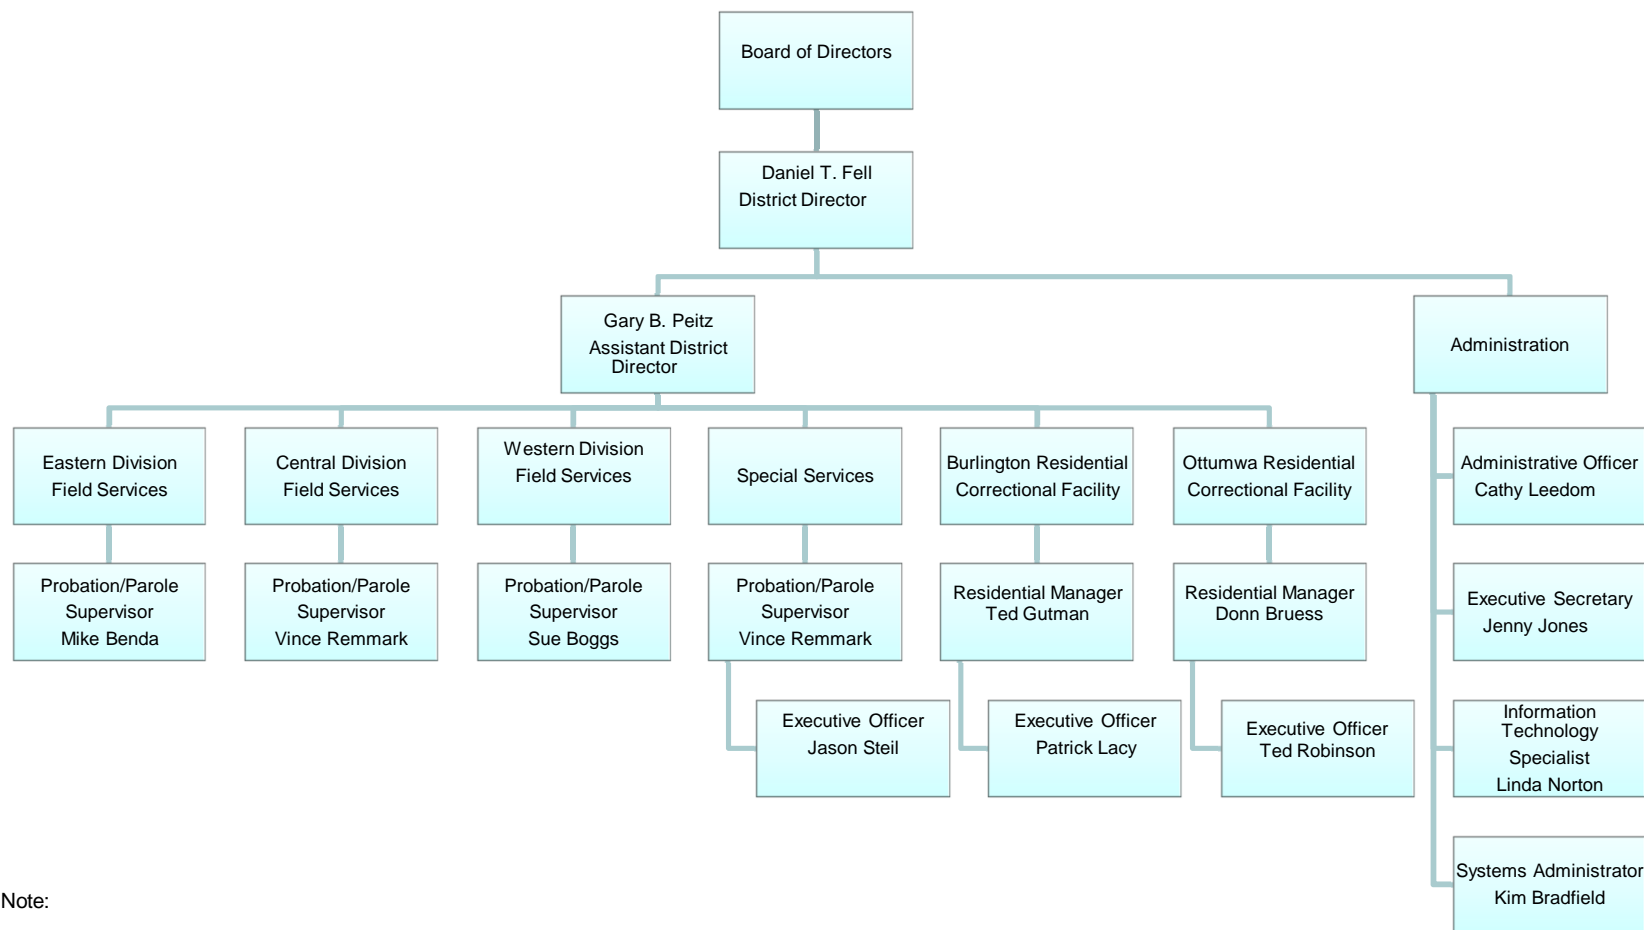 Board of Directors
Daniel T. Fell
District Director
Gary B. Peitz
Assistant District
Director
Administration
Eastern Division
Field Services
Central Division
Field Services
Western Division
Field Services
Special Services
Burlington Residential
Correctional Facility
Ottumwa Residential
Correctional Facility
Administrative Officer
Cathy Leedom
Probation/Parole
Supervisor
Mike Benda
Probation/Parole
Supervisor
Vince Remmark
Probation/Parole
Supervisor
Sue Boggs
Probation/Parole
Supervisor
Vince Remmark
Residential Manager
Ted Gutman
Residential Manager
Donn Bruess
Executive Secretary
Jenny Jones
Executive Officer
Jason Steil
Executive Officer
Patrick Lacy
Executive Officer
Ted Robinson
Information
Technology
Specialist
Linda Norton
Systems Administrator
Kim Bradfield
Note: